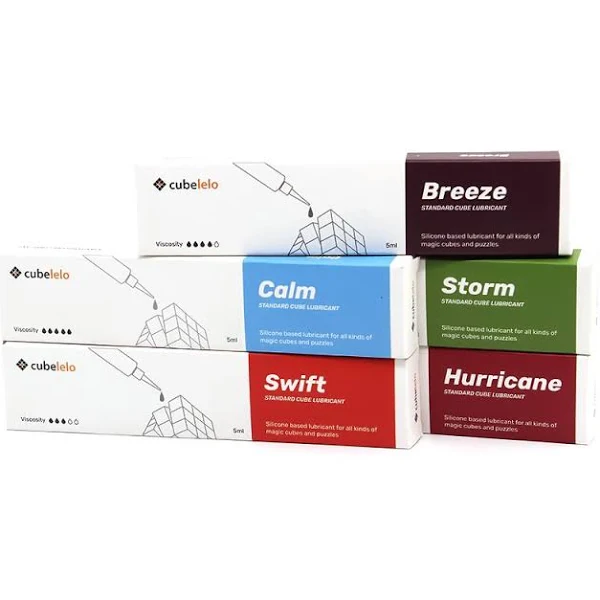 cubelelo
Breeze
Breeze
STANDARD CUBE LUBRICANT
Silicone based lubricant for all kinds of
magic cubes and puzzles
Viscosity
5ml
cubelelo
Calm
STANDARD CUBE LUBRICANT
Silicone based lubricant for all kinds of
magic cubes and puzzles
Viscosity
5ml
cubelelo
Storm
STANDARD CUBE LUBRICANT
Silicone based lubricant for all kinds of
magic cubes and puzzles
cubelelo
Swift
STANDARD CUBE LUBRICANT
Silicone based lubricant for all kinds of
magic cubes and puzzles
Viscosity
5ml
cubelelo
Hurricane
STANDARD CUBE LUBRICANT
Silicone based lubricant for all kinds of
magic cubes and puzzles